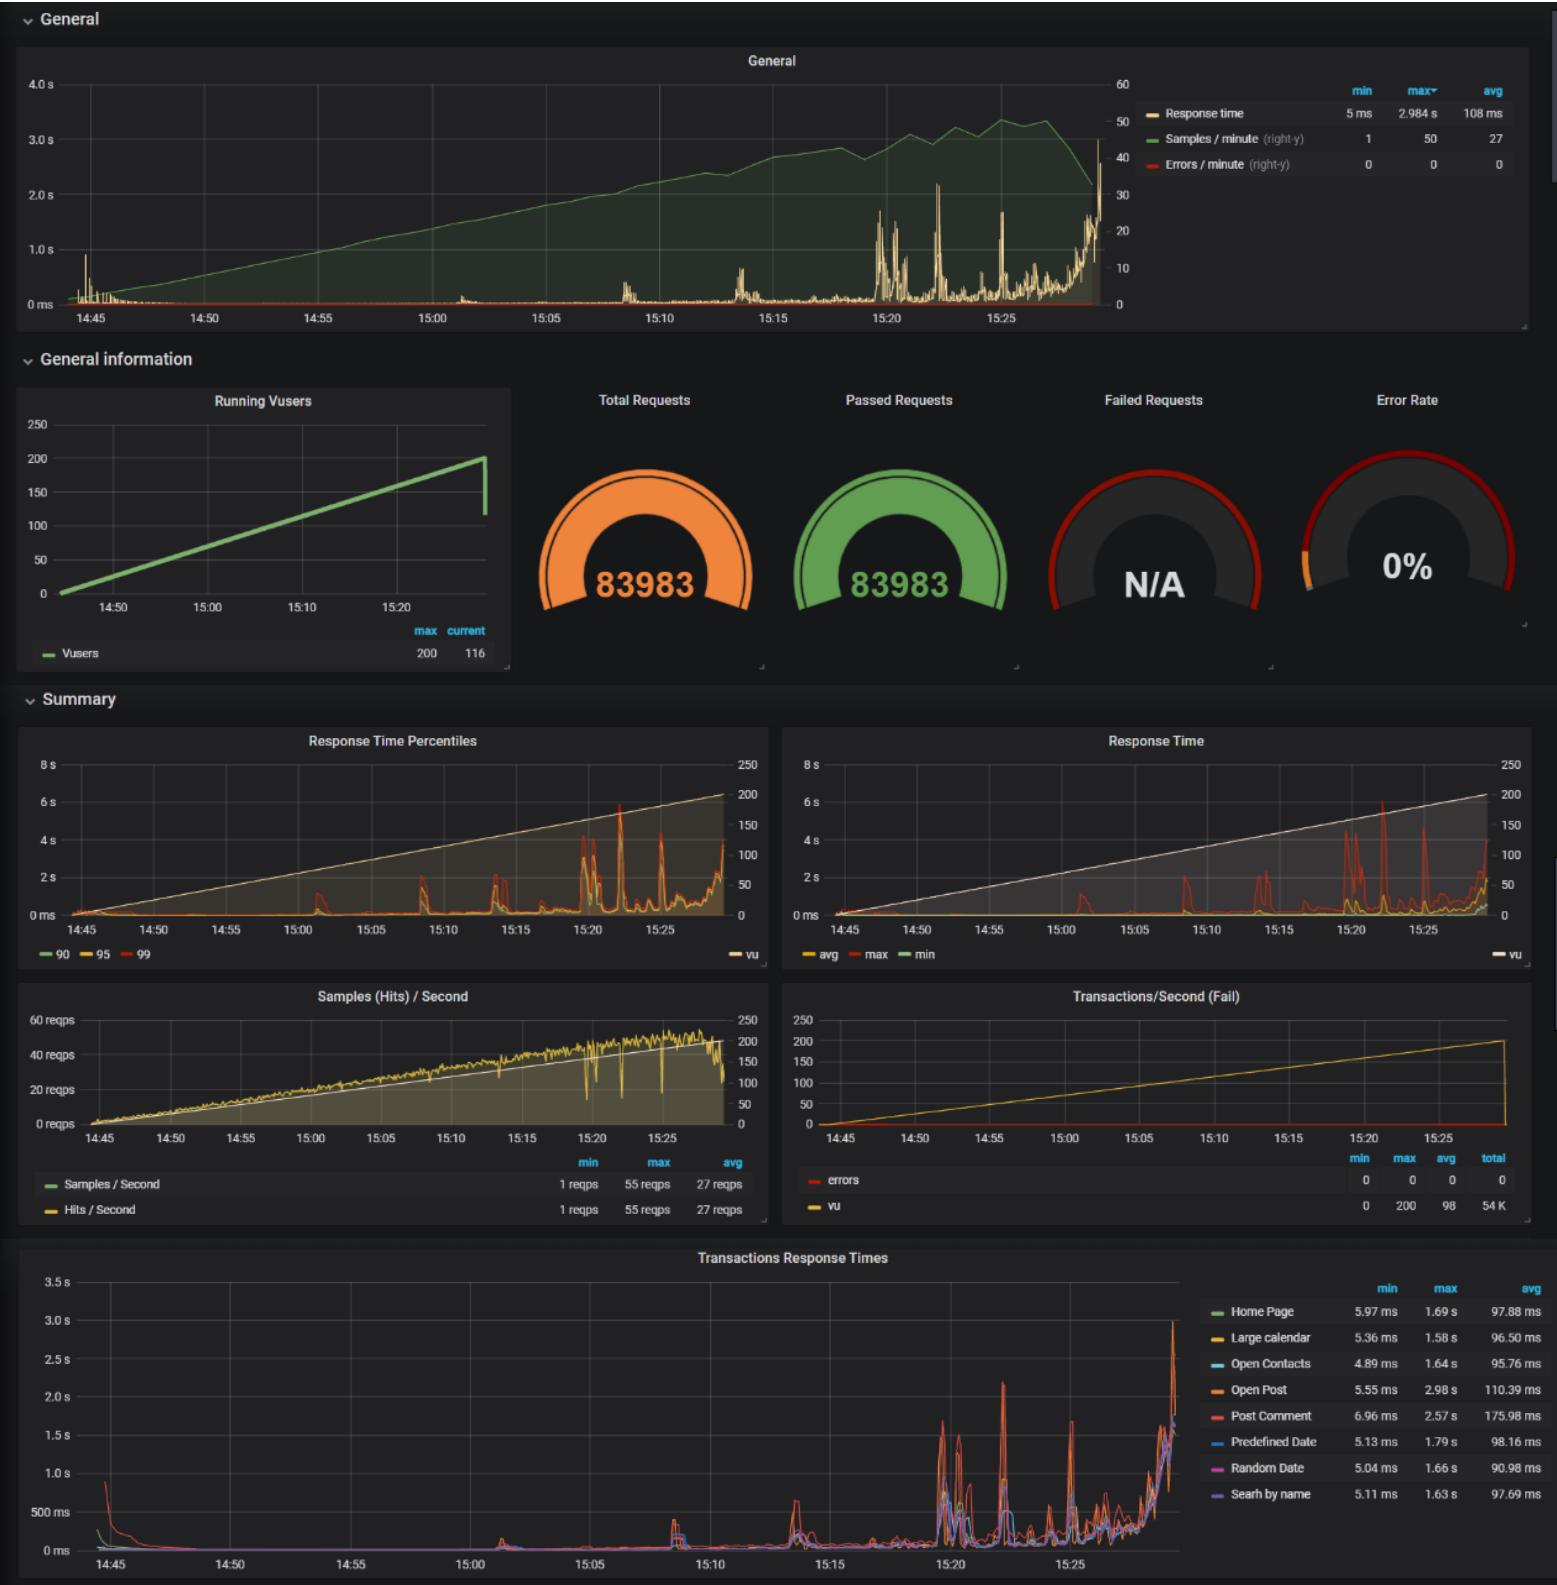 General
General
4.0 s
3.0 s
2.0 s
1.0 s
0 ms
60
50
40
30
20
10
0
14:45 14:50 14:55 15:00 15:05 15:10 15:15 15:20 15:25
min max avg
Response time 5 ms 2.984 s 108 ms
Samples / minute (right-y) 1 50 27
Errors / minute (right-y) 0 0 0
General information
Running Vusers
250
200
150
100
50
0
14:50 15:00 15:10 15:20
max current
Vusers 200 116
Total Requests
83983
Passed Requests
83983
Failed Requests
N/A
Error Rate
0%
Summary
Response Time Percentiles
8 s
6 s
4 s
2 s
0 ms
250
200
150
100
50
0
14:45 14:50 14:55 15:00 15:05 15:10 15:15 15:20 15:25
90 95 99 vu
Response Time
8 s
6 s
4 s
2 s
0 ms
250
200
150
100
50
0
14:45 14:50 14:55 15:00 15:05 15:10 15:15 15:20 15:25
avg max min vu
Samples (Hits) / Second
60 reqps
40 reqps
20 reqps
0 reqps
250
200
150
100
50
0
14:45 14:50 14:55 15:00 15:05 15:10 15:15 15:20 15:25
min max avg
Samples / Second 1 reqps 55 reqps 27 reqps
Hits / Second 1 reqps 55 reqps 27 reqps
Transactions/Second (Fail)
250
200
150
100
50
0
14:45 14:50 14:55 15:00 15:05 15:10 15:15 15:20 15:25
min max avg total
errors 0 0 0 0
vu 0 200 98 54 K
Transactions Response Times
3.5 s
3.0 s
2.5 s
2.0 s
1.5 s
1.0 s
500 ms
0 ms
14:45 14:50 14:55 15:00 15:05 15:10 15:15 15:20 15:25
min max avg
Home Page 5.97 ms 1.69 s 97.88 ms
Large calendar 5.36 ms 1.58 s 96.50 ms
Open Contacts 4.89 ms 1.64 s 95.76 ms
Open Post 5.55 ms 2.98 s 110.39 ms
Post Comment 6.96 ms 2.57 s 175.98 ms
Predefined Date 5.13 ms 1.79 s 98.16 ms
Random Date 5.04 ms 1.66 s 90.98 ms
Searh by name 5.11 ms 1.63 s 97.69 ms